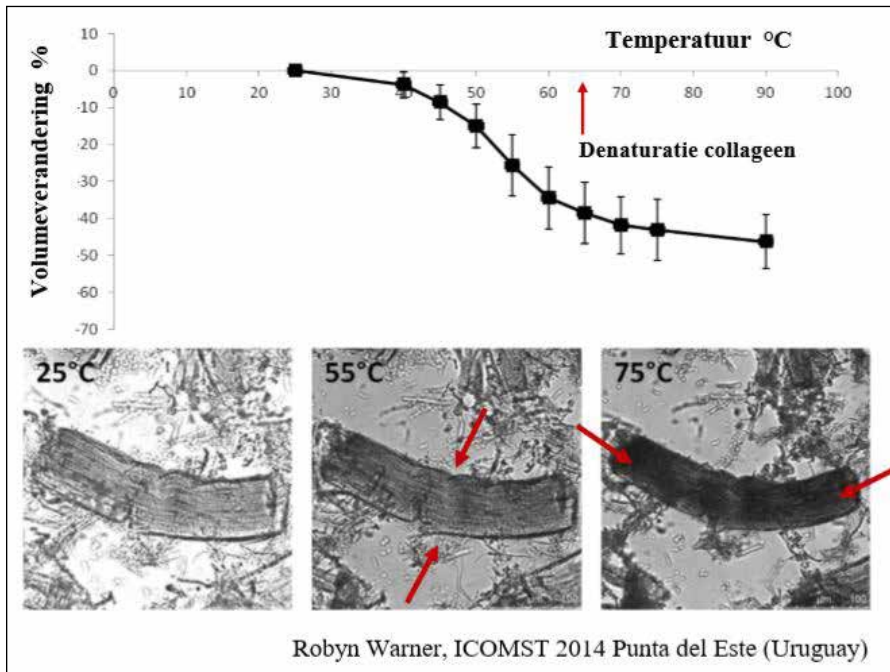 Temperatuur °C
Volumeverandering %
10
0
-10
-20
-30
-40
-50
-60
-70
0 10 20 30 40 50 60 70 80 90 100
Denaturatie collageen
25°C 55°C 75°C
100
Robyn Warner, ICOMST 2014 Punta del Este (Uruguay)